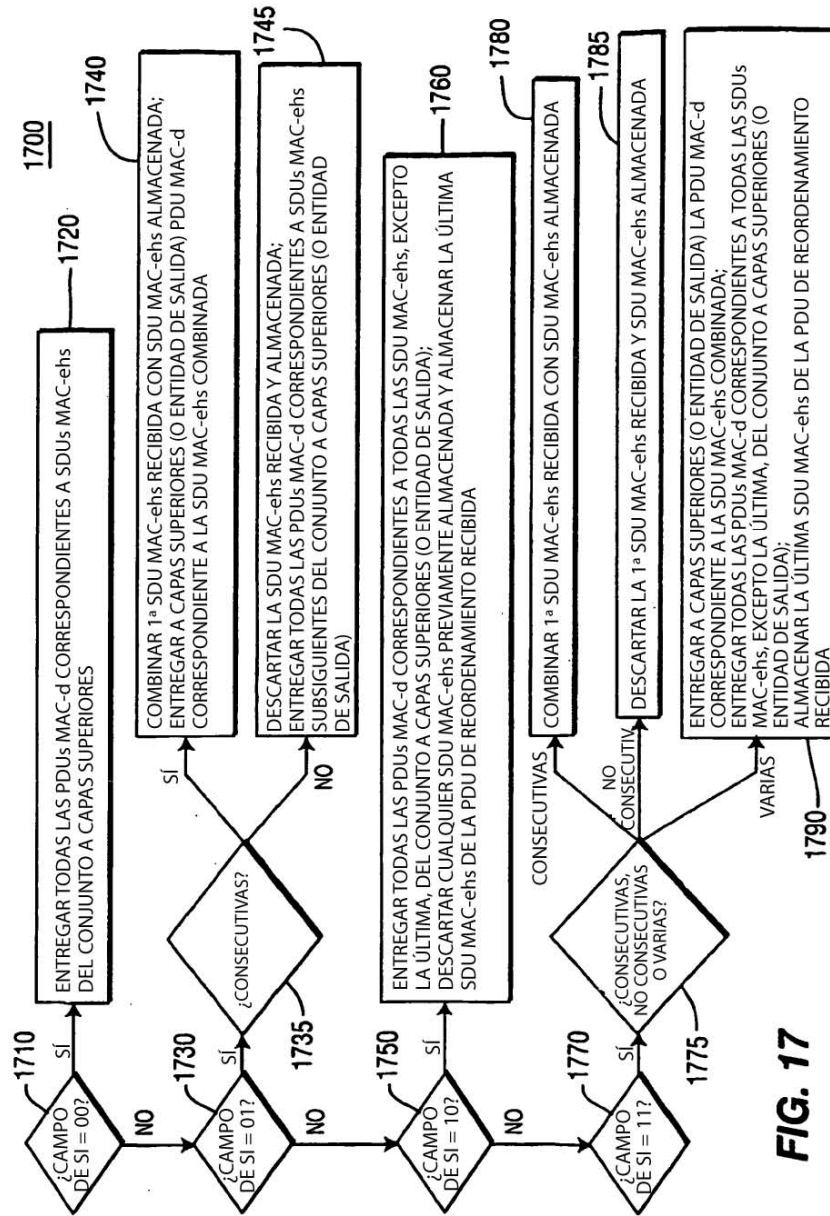 1700
1710
¿CAMPO
DE SI = 00?
SÍ
NO
1720
ENTREGAR TODAS LAS PDUs MAC-d CORRESPONDIENTES A SDUs MAC-ehs
DEL CONJUNTO A CAPAS SUPERIORES
1730
¿CAMPO
DE SI = 01?
SÍ
NO
1735
¿CONSECUTIVAS?
SÍ
NO
1740
COMBINAR 1ª SDU MAC-ehs RECIBIDA CON SDU MAC-ehs ALMACENADA;
ENTREGAR A CAPAS SUPERIORES (O ENTIDAD DE SALIDA) PDU MAC-d
CORRESPONDIENTE A LA SDU MAC-ehs COMBINADA
1745
DESCARTAR LA SDU MAC-ehs RECIBIDA Y ALMACENADA;
ENTREGAR TODAS LAS PDUs MAC-d CORRESPONDIENTES A SDUs MAC-ehs
SUBSIGUIENTES DEL CONJUNTO A CAPAS SUPERIORES (O ENTIDAD
DE SALIDA)
1750
¿CAMPO
DE SI = 10?
SÍ
NO
1760
ENTREGAR TODAS LAS PDUs MAC-d CORRESPONDIENTES A TODAS LAS SDU MAC-ehs, EXCEPTO
LA ÚLTIMA, DEL CONJUNTO A CAPAS SUPERIORES (O ENTIDAD DE SALIDA);
DESCARTAR CUALQUIER SDU MAC-ehs PREVIAMENTE ALMACENADA Y ALMACENAR LA ÚLTIMA
SDU MAC-ehs DE LA PDU DE REORDENAMIENTO RECIBIDA
1770
¿CAMPO
DE SI = 11?
SÍ
1775
¿CONSECUTIVAS,
NO CONSECUTIVAS
O VARIAS?
CONSECUTIVAS
NO
CONSECUTIV.
VARIAS
1780
COMBINAR 1ª SDU MAC-ehs RECIBIDA CON SDU MAC-ehs ALMACENADA
1785
DESCARTAR LA 1ª SDU MAC-ehs RECIBIDA Y SDU MAC-ehs ALMACENADA
1790
ENTREGAR A CAPAS SUPERIORES (O ENTIDAD DE SALIDA) LA PDU MAC-d
CORRESPONDIENTE A LA SDU MAC-ehs COMBINADA;
ENTREGAR TODAS LAS PDUs MAC-d CORRESPONDIENTES A TODAS LAS SDUs
MAC-ehs, EXCEPTO LA ÚLTIMA, DEL CONJUNTO A CAPAS SUPERIORES (O
ENTIDAD DE SALIDA);
ALMACENAR LA ÚLTIMA SDU MAC-ehs DE LA PDU DE REORDENAMIENTO
RECIBIDA
FIG. 17